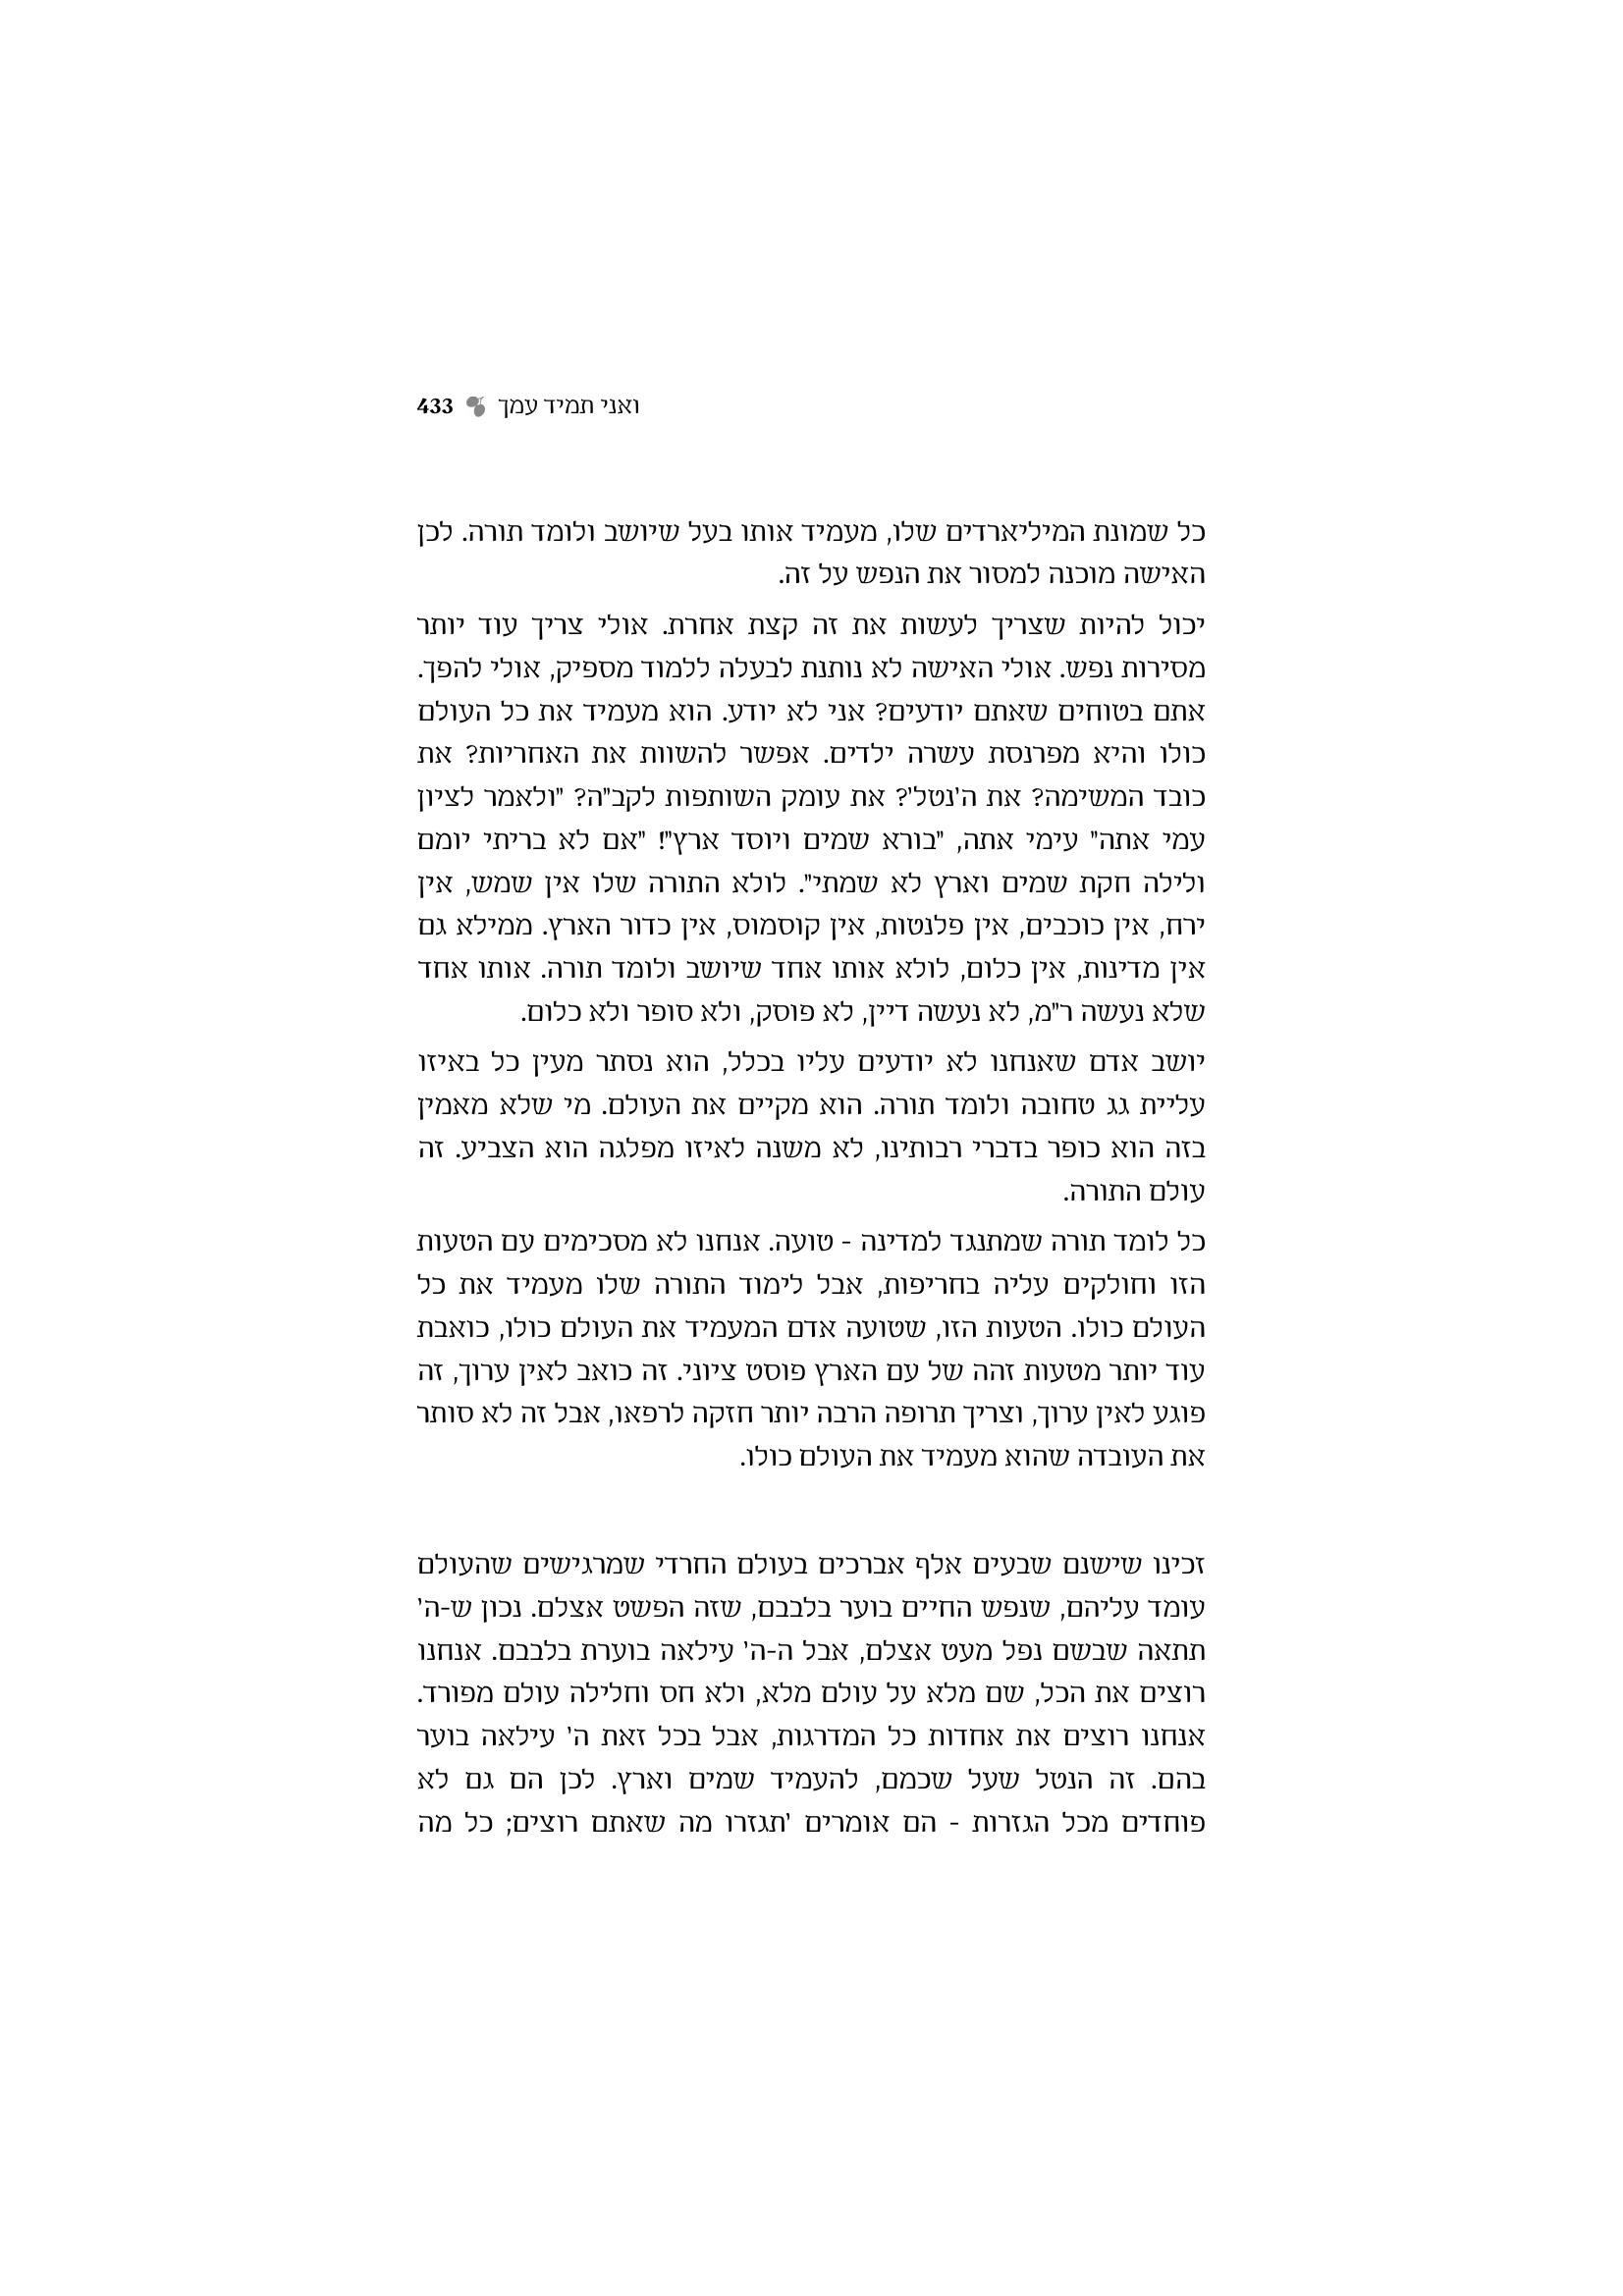 ואני תמיד עמך 433
כל שמונת המיליארדים שלו, מעמיד אותו בעל שיושב ולומד תורה. לכן
האישה מוכנה למסור את הנפש על זה.
יכול להיות שצריך לעשות את זה קצת אחרת. אולי צריך עוד יותר
מסירות נפש. אולי האישה לא נותנת לבעלה ללמוד מספיק, אולי להפך.
אתם בטוחים שאתם יודעים? אני לא יודע. הוא מעמיד את כל העולם
כולו והיא מפרנסת עשרה ילדים. אפשר להשוות את האחריות? את
כובד המשימה? את ה'נטל'? את עומק השותפות לקב"ה? "ולאמר לציון
עמי אתה" עימי אתה, "בורא שמים ויוסד ארץ"! "אם לא בריתי יומם
ולילה חקת שמים וארץ לא שמתי". לולא התורה שלו אין שמש, אין
ירח, אין כוכבים, אין פלנטות, אין קוסמוס, אין כדור הארץ. ממילא גם
אין מדינות, אין כלום, לולא אותו אחד שיושב ולומד תורה. אותו אחד
שלא נעשה ר"מ, לא נעשה דיין, לא פוסק, ולא סופר ולא כלום.
יושב אדם שאנחנו לא יודעים עליו בכלל, הוא נסתר מעין כל באיזו
עליית גג טחובה ולומד תורה. הוא מקיים את העולם. מי שלא מאמין
בזה הוא כופר בדברי רבותינו, לא משנה לאיזו מפלגה הוא הצביע. זה
עולם התורה.
כל לומד תורה שמתנגד למדינה - טועה. אנחנו לא מסכימים עם הטעות
הזו וחולקים עליה בחריפות, אבל לימוד התורה שלו מעמיד את כל
העולם כולו. הטעות הזו, שטועה אדם המעמיד את העולם כולו, כואבת
עוד יותר מטעות זהה של עם הארץ פוסט ציוני. זה כואב לאין ערוך, זה
פוגע לאין ערוך, וצריך תרופה הרבה יותר חזקה לרפאו, אבל זה לא סותר
את העובדה שהוא מעמיד את העולם כולו.
זכינו שישנם שבעים אלף אברכים בעולם החרדי שמרגישים שהעולם
עומד עליהם, שנפש החיים בוער בלבבם, שזה הפשט אצלם. נכון ש-ה'
תתאה שבשם נפל מעט אצלם, אבל ה-ה' עילאה בוערת בלבבם. אנחנו
רוצים את הכל, שם מלא על עולם מלא, ולא חס וחלילה עולם מפורד.
אנחנו רוצים את אחדות כל המדרגות, אבל בכל זאת ה' עילאה בוער
בהם. זה הנטל שעל שכמם, להעמיד שמים וארץ. לכן הם גם לא
פוחדים מכל הגזרות - הם אומרים 'תגזרו מה שאתם רוצים; כל מה